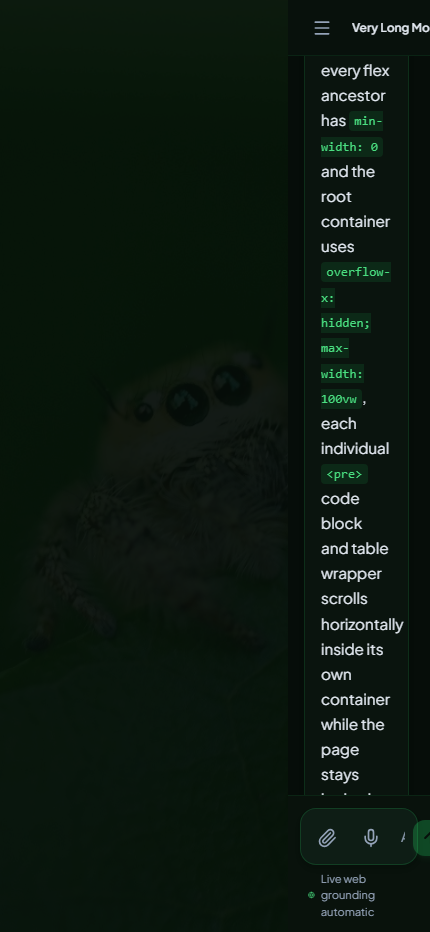 Very Long Mo
every flex
ancestor
has min-
width: 0
and the
root
container
uses
overflow-
x:
hidden;
max-
width:
100vw ,
each
individual
<pre>
code
block
and table
wrapper
scrolls
horizontally
inside its
own
container
while the
page
stays
Live web
grounding
automatic